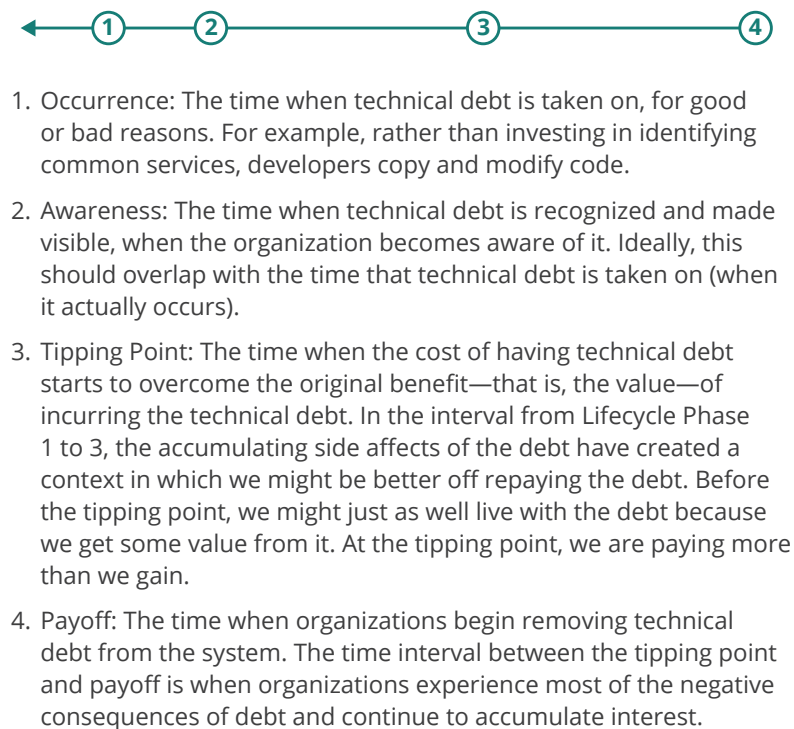 1 2 3 4
1. Occurrence: The time when technical debt is taken on, for good
or bad reasons. For example, rather than investing in identifying
common services, developers copy and modify code.
2. Awareness: The time when technical debt is recognized and made
visible, when the organization becomes aware of it. Ideally, this
should overlap with the time that technical debt is taken on (when
it actually occurs).
3. Tipping Point: The time when the cost of having technical debt
starts to overcome the original benefit—that is, the value—of
incurring the technical debt. In the interval from Lifecycle Phase
1 to 3, the accumulating side affects of the debt have created a
context in which we might be better off repaying the debt. Before
the tipping point, we might just as well live with the debt because
we get some value from it. At the tipping point, we are paying more
than we gain.
4. Payoff: The time when organizations begin removing technical
debt from the system. The time interval between the tipping point
and payoff is when organizations experience most of the negative
consequences of debt and continue to accumulate interest.